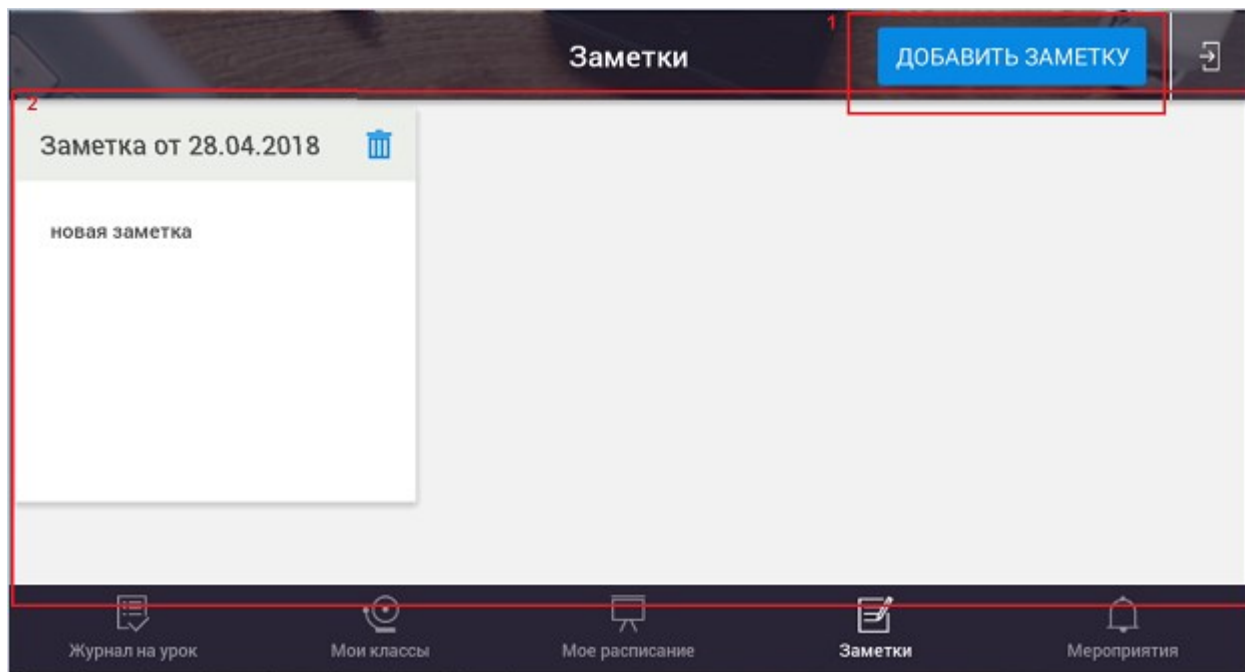 1
Заметки
ДОБАВИТЬ ЗАМЕТКУ
2
Заметка от 28.04.2018
новая заметка
Журнал на урок
Мои классы
Мое расписание
Заметки
Мероприятия